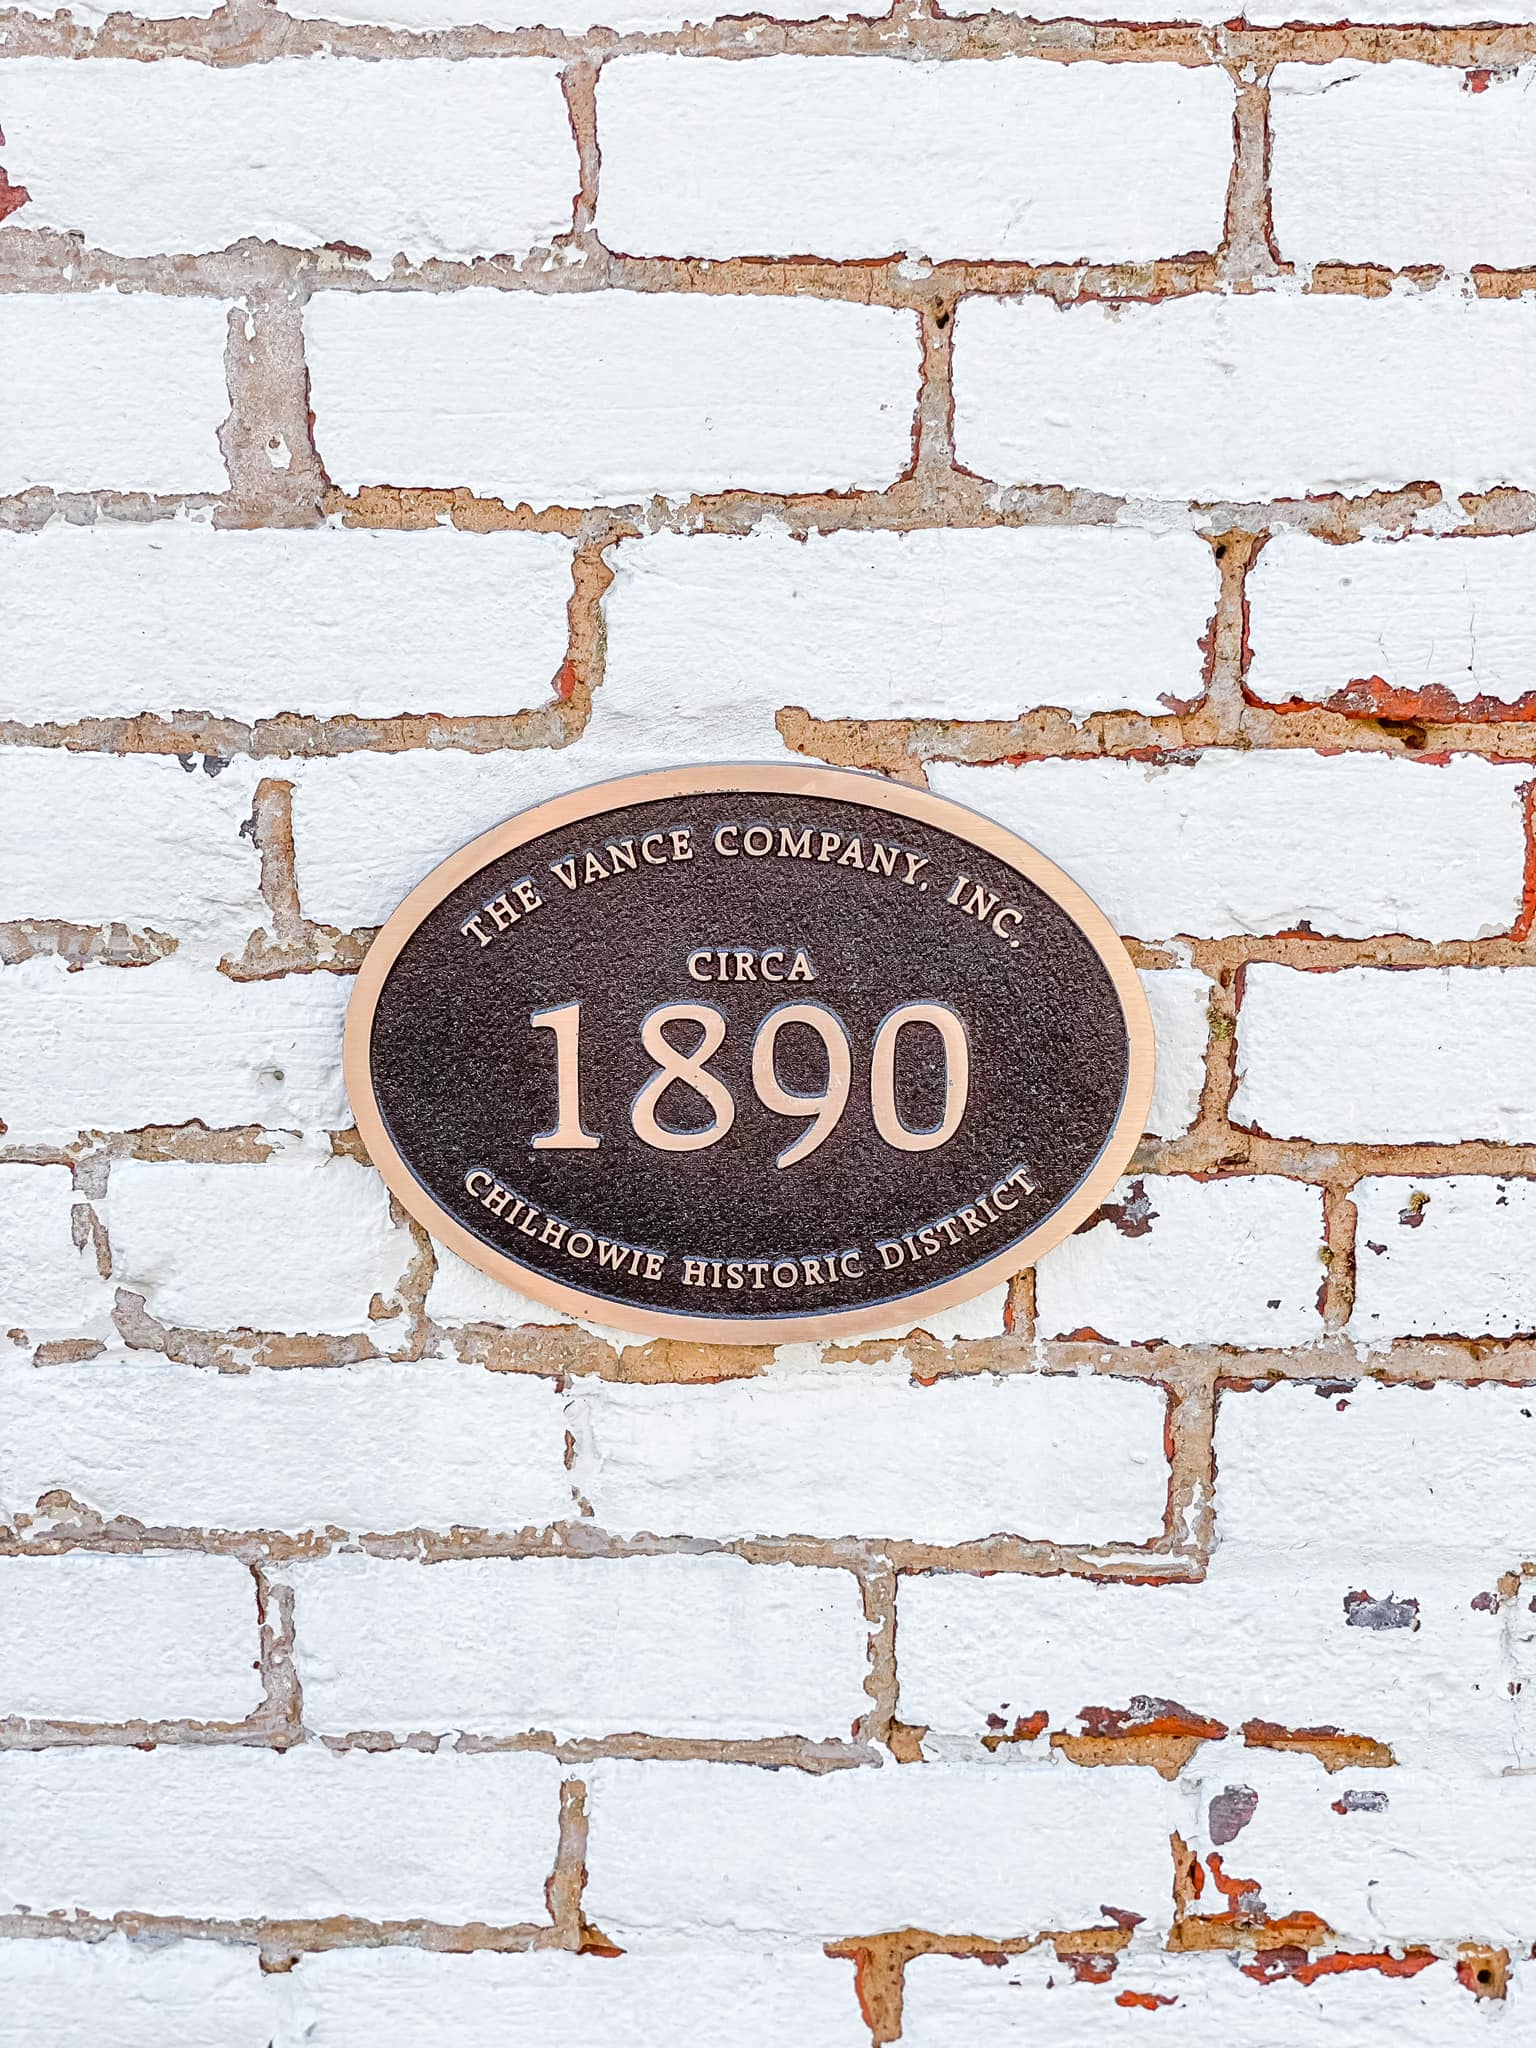 THE VANCE COMPANY, INC.
CIRCA
1890
CHILHOWIE HISTORIC DISTRICT